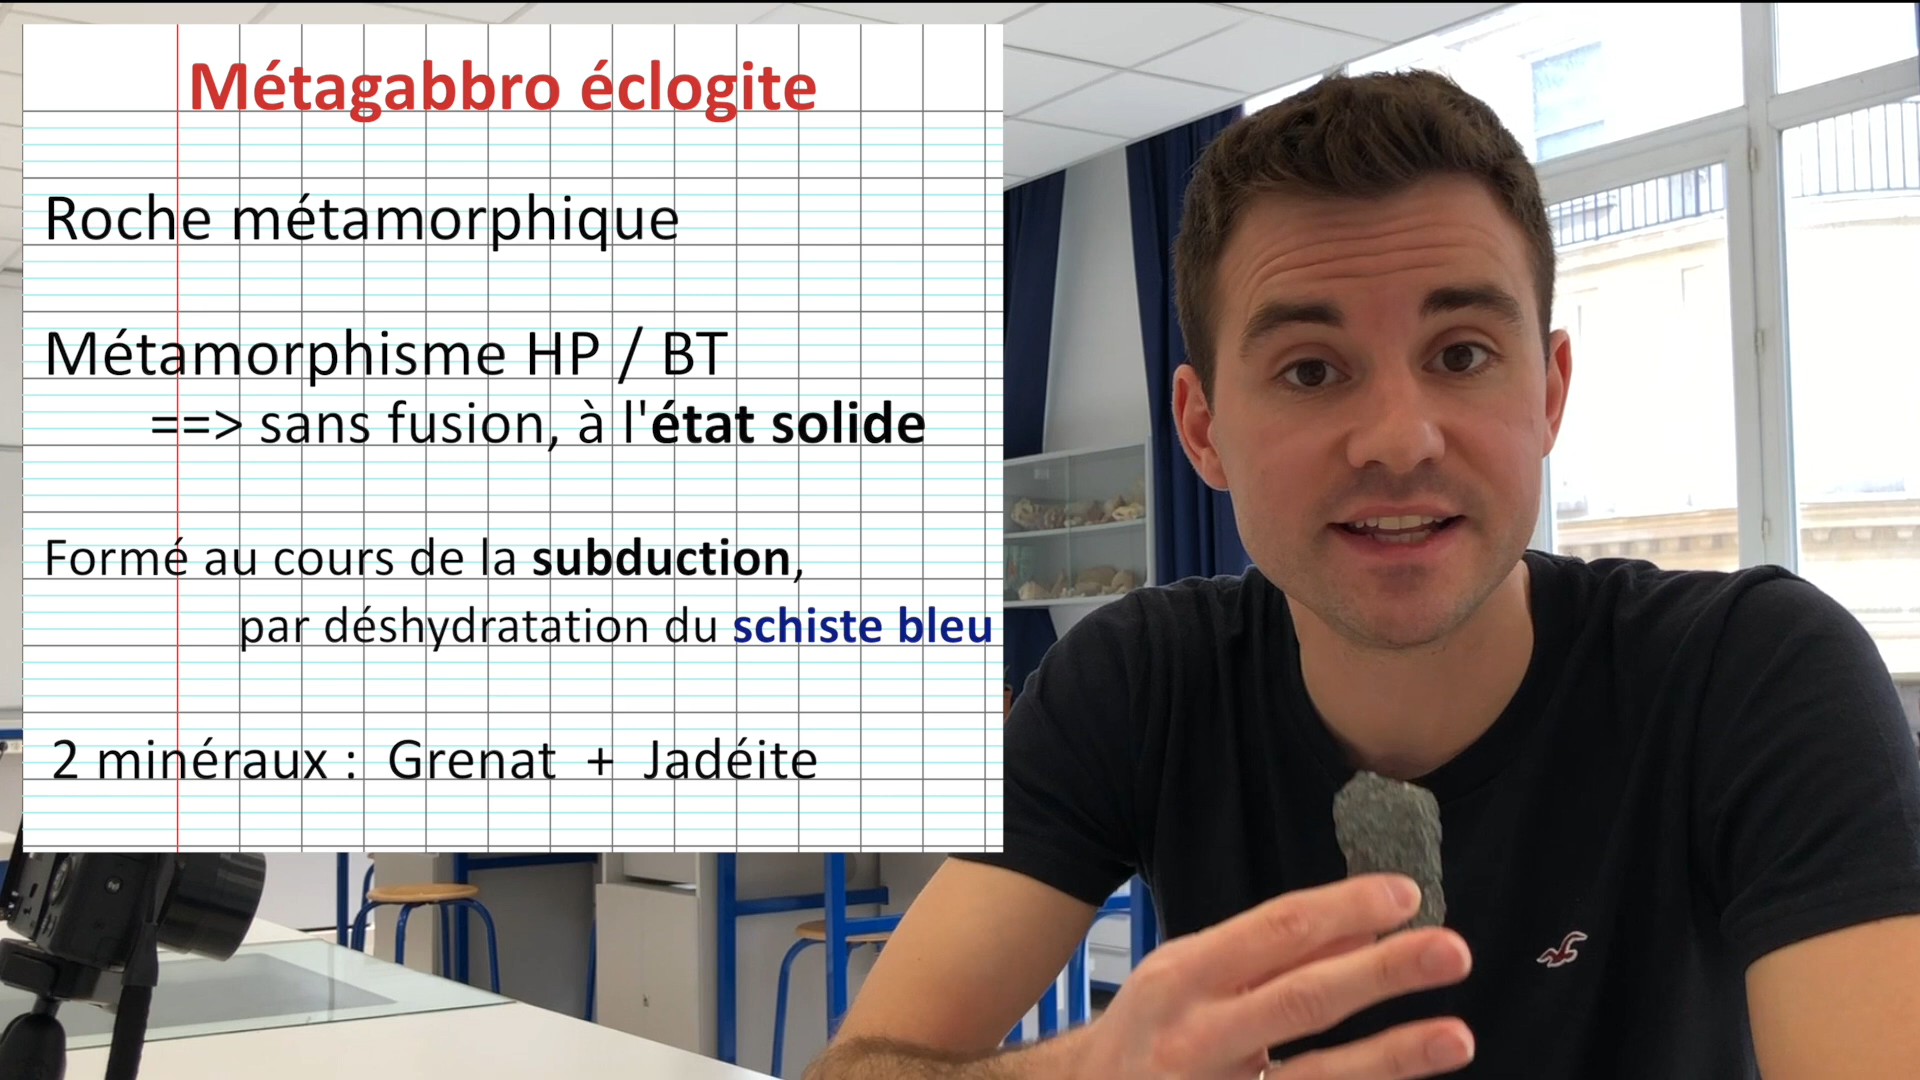 Métagabbro éclogite
Roche métamorphique
Métamorphisme HP / BT
==> sans fusion, à l'état solide
Formé au cours de la subduction,
par déshydratation du schiste bleu
2 minéraux : Grenat + Jadéite